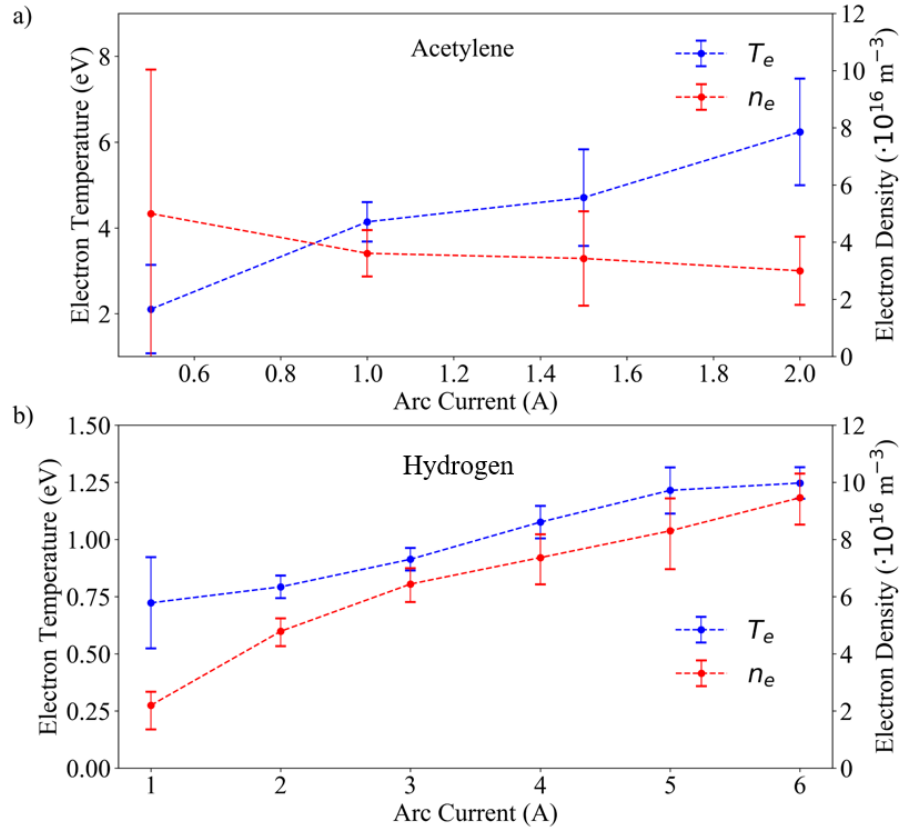 a)
Acetylene
T_e
n_e
Electron Temperature (eV)
8
6
4
2
Electron Density (·10¹⁶ m⁻³)
12
10
8
6
4
2
0
0.6 0.8 1.0 1.2 1.4 1.6 1.8 2.0
Arc Current (A)
b)
Hydrogen
Electron Temperature (eV)
1.50
1.25
1.00
0.75
0.50
0.25
0.00
T_e
n_e
Electron Density (·10¹⁶ m⁻³)
12
10
8
6
4
2
0
1 2 3 4 5 6
Arc Current (A)